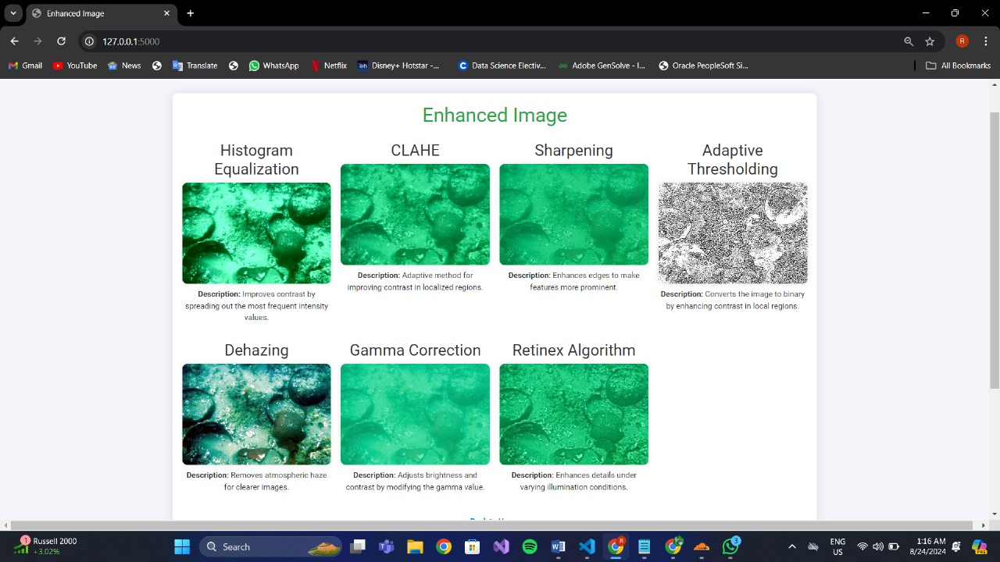 Enhanced Image
127.0.0.1:5000
R
Gmail
YouTube
News
Translate
WhatsApp
Netflix
Disney+ Hotstar -...
Data Science Electiv...
Adobe GenSolve - I...
Oracle PeopleSoft Si...
All Bookmarks
Enhanced Image
Histogram
Equalization
Description: Improves contrast by
spreading out the most frequent intensity
values.
CLAHE
Description: Adaptive method for
improving contrast in localized regions.
Sharpening
Description: Enhances edges to make
features more prominent.
Adaptive
Thresholding
Description: Converts the image to binary
by enhancing contrast in local regions.
Dehazing
Description: Removes atmospheric haze
for clearer images.
Gamma Correction
Description: Adjusts brightness and
contrast by modifying the gamma value.
Retinex Algorithm
Description: Enhances details under
varying illumination conditions.
1
Russell 2000
+3.02%
Search
R
3
ENG
US
1:16 AM
8/24/2024
PRE